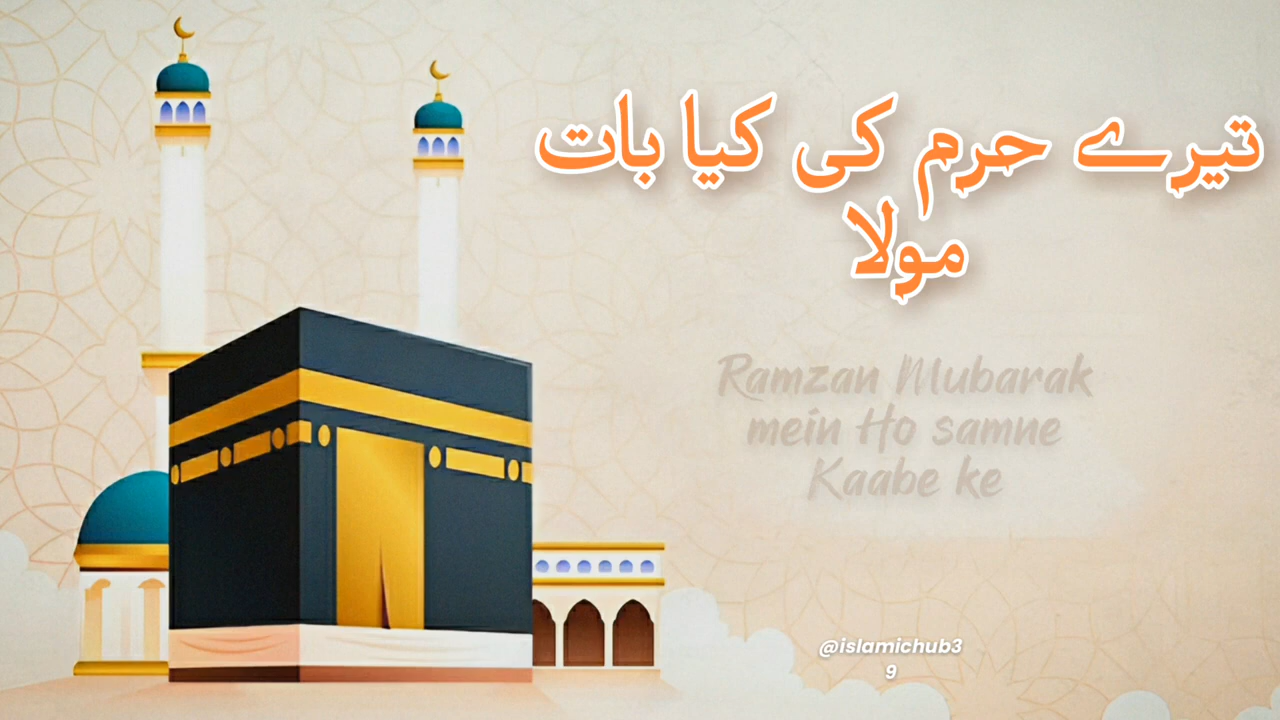 تیرے حرم کی کیا بات
مولا
Ramzan Mubarak
mein Ho samne
Kaabe ke
@islamichub3
9